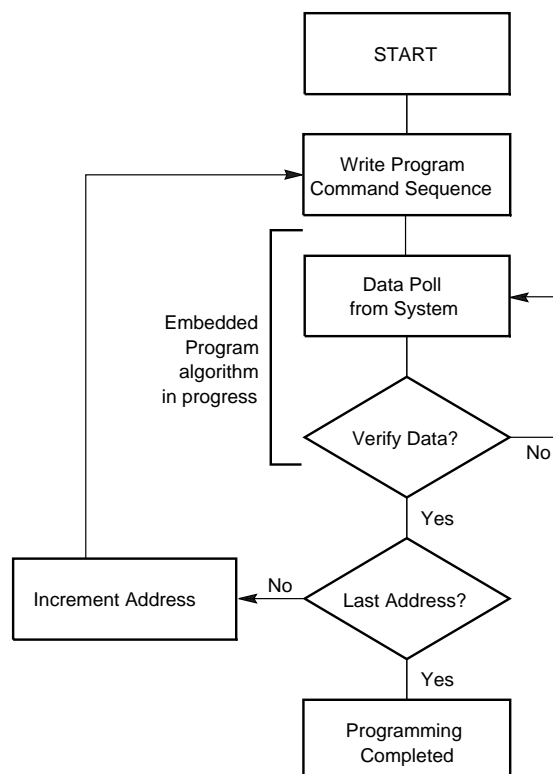 START
Write Program
Command Sequence
Data Poll
from System
Embedded
Program
algorithm
in progress
Verify Data?
No
Yes
Increment Address
No
Last Address?
Yes
Programming
Completed